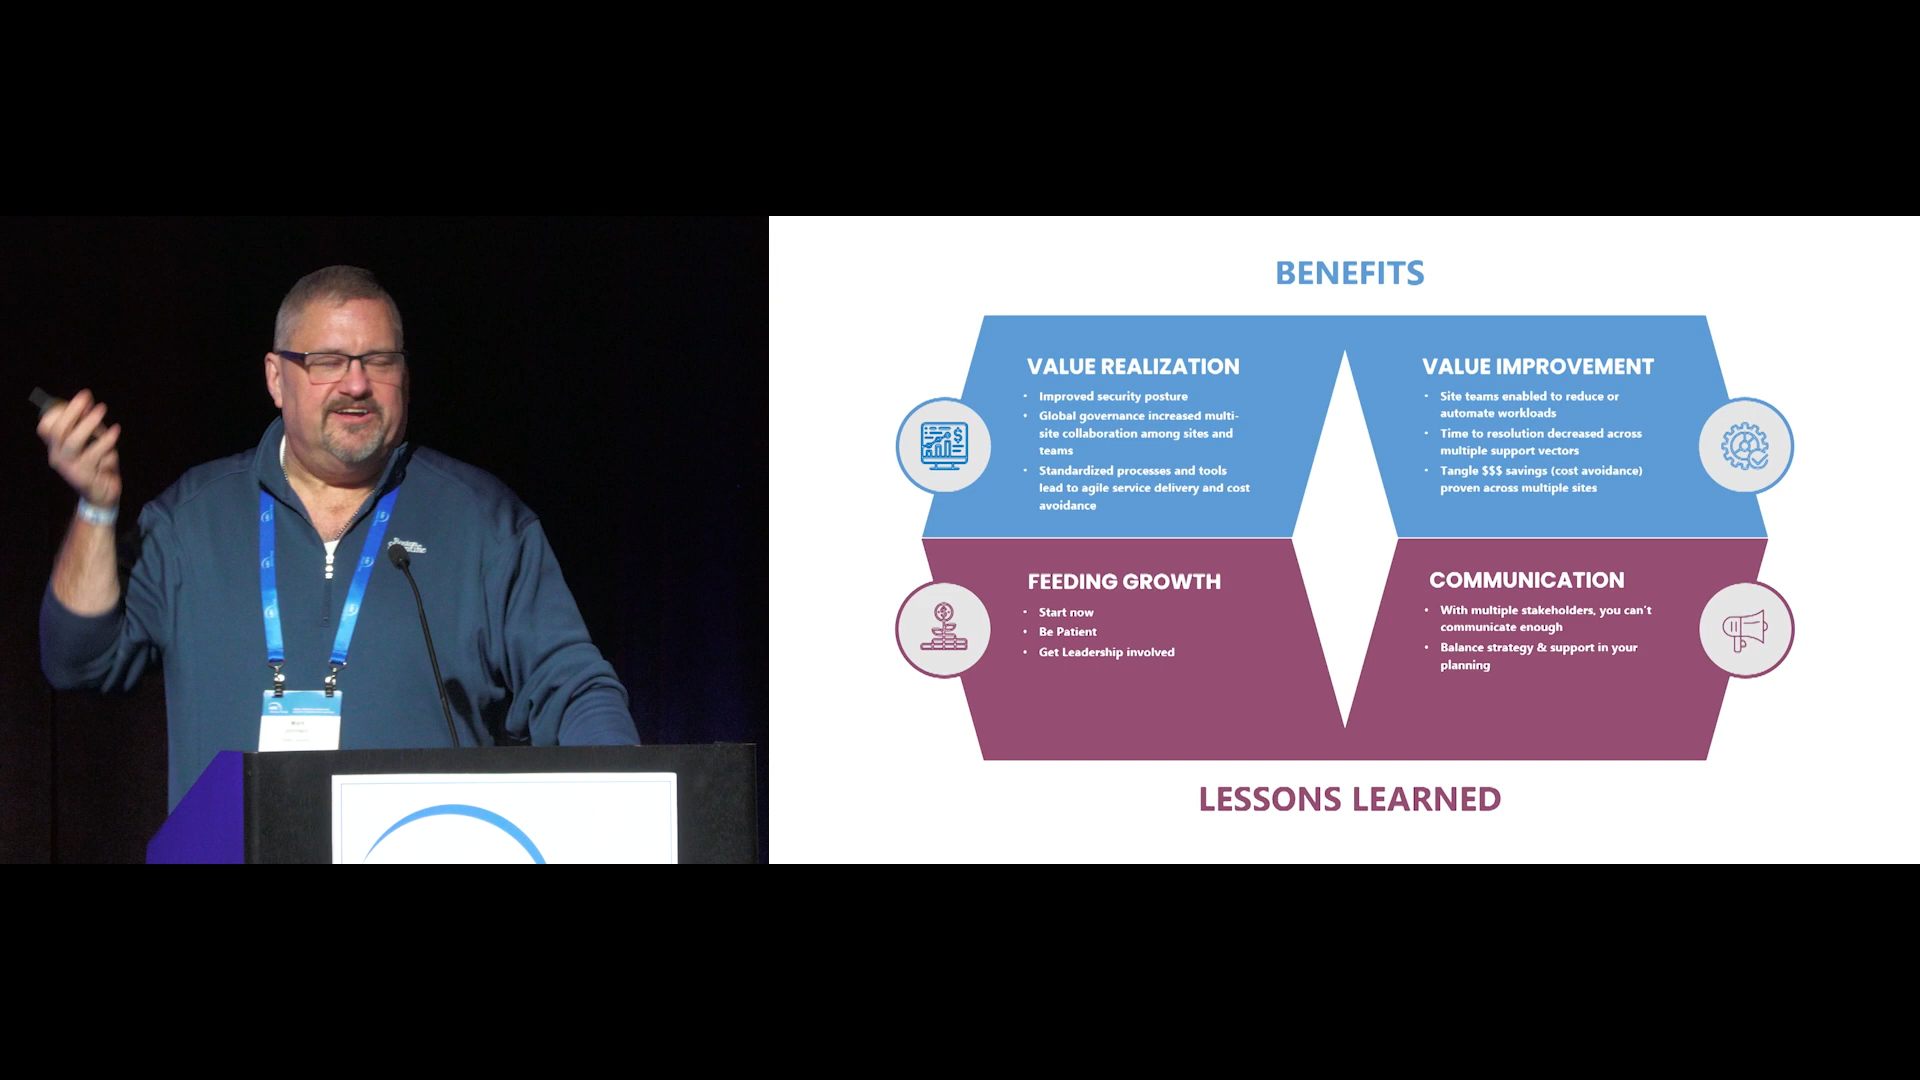 BENEFITS
VALUE REALIZATION
• Improved security posture
• Global governance increased multi-
site collaboration among sites and
teams
• Standardized processes and tools
lead to agile service delivery and cost
avoidance
VALUE IMPROVEMENT
• Site teams enabled to reduce or
automate workloads
• Time to resolution decreased across
multiple support vectors
• Tangle $$$ savings (cost avoidance)
proven across multiple sites
FEEDING GROWTH
• Start now
• Be Patient
• Get Leadership involved
COMMUNICATION
• With multiple stakeholders, you can't
communicate enough
• Balance strategy & support in your
planning
LESSONS LEARNED
Mark